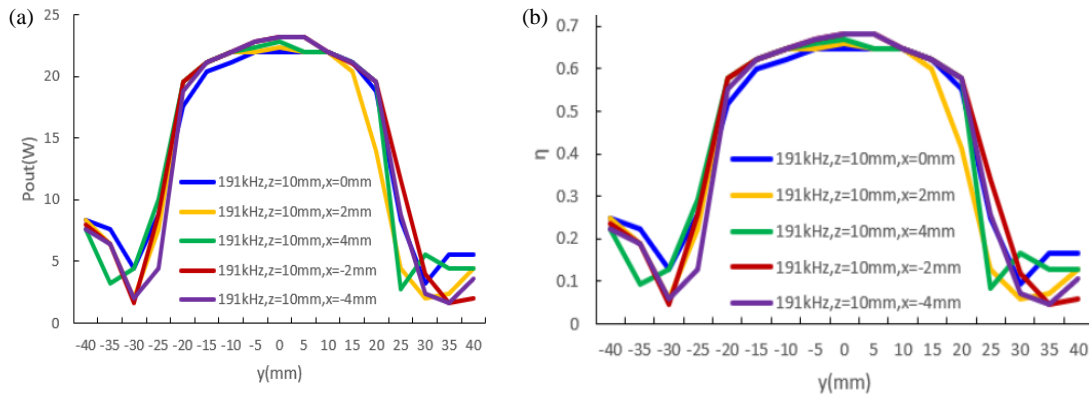 (a)
25
20
15
10
5
0
Pout(W)
191kHz,z=10mm,x=0mm
191kHz,z=10mm,x=2mm
191kHz,z=10mm,x=4mm
191kHz,z=10mm,x=-2mm
191kHz,z=10mm,x=-4mm
-40 -35 -30 -25 -20 -15 -10 -5 0 5 10 15 20 25 30 35 40
y(mm)
(b)
0.7
0.6
0.5
0.4
0.3
0.2
0.1
0
η
191kHz,z=10mm,x=0mm
191kHz,z=10mm,x=2mm
191kHz,z=10mm,x=4mm
191kHz,z=10mm,x=-2mm
191kHz,z=10mm,x=-4mm
-40 -35 -30 -25 -20 -15 -10 -5 0 5 10 15 20 25 30 35 40
y(mm)